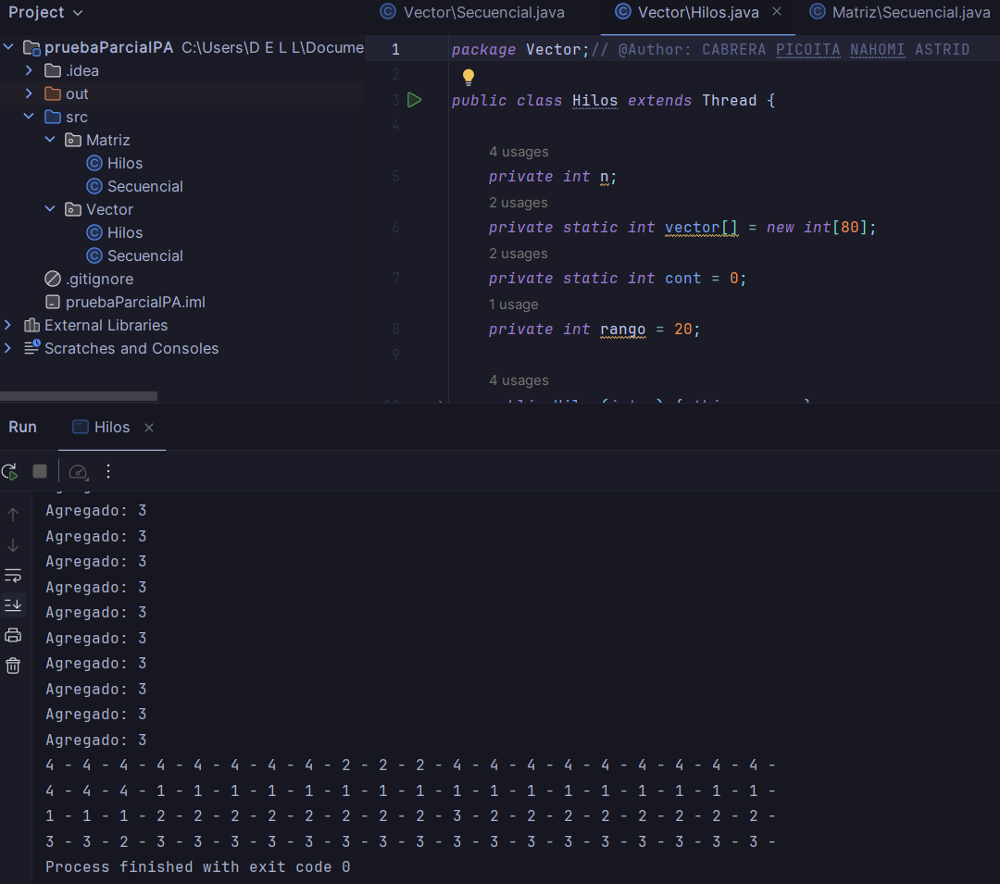 Project
Vector\Secuencial.java
Vector\Hilos.java
Matriz\Secuencial.java
pruebaParcialPA C:\Users\D E L L\Docume
.idea
out
src
Matriz
Hilos
Secuencial
Vector
Hilos
Secuencial
.gitignore
pruebaParcialPA.iml
External Libraries
Scratches and Consoles
1 package Vector;// @Author: CABRERA PICOITA NAHOMI ASTRID
2
3 public class Hilos extends Thread {
4
4 usages
5 private int n;
2 usages
6 private static int vector[] = new int[80];
2 usages
7 private static int cont = 0;
1 usage
8 private int rango = 20;
9
4 usages
Run
Hilos
Agregado: 3
Agregado: 3
Agregado: 3
Agregado: 3
Agregado: 3
Agregado: 3
Agregado: 3
Agregado: 3
Agregado: 3
Agregado: 3
4 - 4 - 4 - 4 - 4 - 4 - 4 - 4 - 2 - 2 - 2 - 4 - 4 - 4 - 4 - 4 - 4 - 4 - 4 - 4 -
4 - 4 - 4 - 1 - 1 - 1 - 1 - 1 - 1 - 1 - 1 - 1 - 1 - 1 - 1 - 1 - 1 - 1 - 1 - 1 -
1 - 1 - 1 - 2 - 2 - 2 - 2 - 2 - 2 - 2 - 2 - 3 - 2 - 2 - 2 - 2 - 2 - 2 - 2 - 2 -
3 - 3 - 2 - 3 - 3 - 3 - 3 - 3 - 3 - 3 - 3 - 3 - 3 - 3 - 3 - 3 - 3 - 3 - 3 - 3 -
Process finished with exit code 0